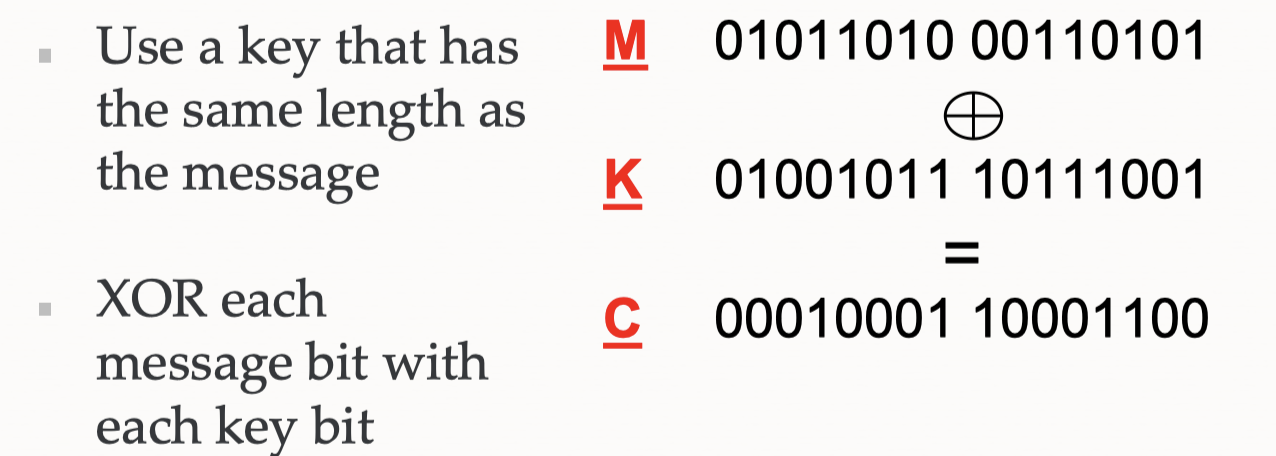 Use a key that has
the same length as
the message
XOR each
message bit with
each key bit
M 01011010 00110101
⊕
K 01001011 10111001
=
C 00010001 10001100